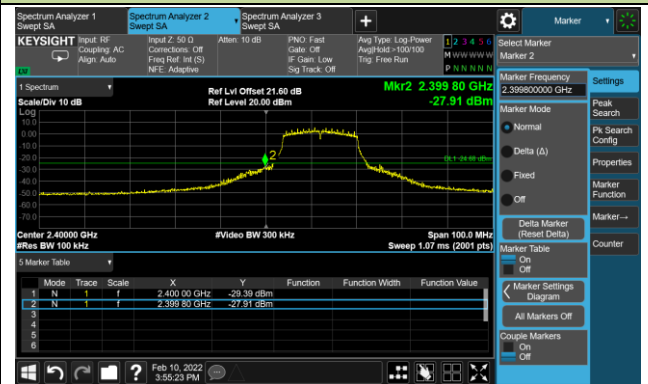 Spectrum Analyzer 1
Swept SA
Spectrum Analyzer 2
Swept SA
Spectrum Analyzer 3
Swept SA
+
Marker
KEYSIGHT
Input: RF
Coupling: AC
Align: Auto
Input Z: 50 Ω
Corrections: Off
Freq Ref: Int (S)
NFE: Adaptive
Atten: 10 dB
PNO: Fast
Gate: Off
IF Gain: Low
Sig Track: Off
Avg Type: Log-Power
Avg|Hold:>100/100
Trig: Free Run
1 2 3 4 5 6
M W W W W W
P N N N N N
LXI
1 Spectrum
Scale/Div 10 dB
Ref Lvl Offset 21.60 dB
Ref Level 20.00 dBm
Mkr2 2.399 80 GHz
-27.91 dBm
Log
10.0
0.00
-10.0
-20.0
-30.0
-40.0
-50.0
-60.0
-70.0
2
DL1 -24.68 dBm
Center 2.40000 GHz
#Res BW 100 kHz
#Video BW 300 kHz
Span 100.0 MHz
Sweep 1.07 ms (2001 pts)
5 Marker Table
Mode Trace Scale X Y Function Function Width Function Value
1 N 1 f 2.400 00 GHz -29.39 dBm
2 N 1 f 2.399 80 GHz -27.91 dBm
3
4
5
6
Feb 10, 2022
3:55:23 PM
Select Marker
Marker 2
Marker Frequency
2.399800000 GHz
Marker Mode
Normal
Delta (Δ)
Fixed
Off
Delta Marker
(Reset Delta)
Marker Table
On
Off
Marker Settings
Diagram
All Markers Off
Couple Markers
On
Off
Settings
Peak
Search
Pk Search
Config
Properties
Marker
Function
Marker→
Counter